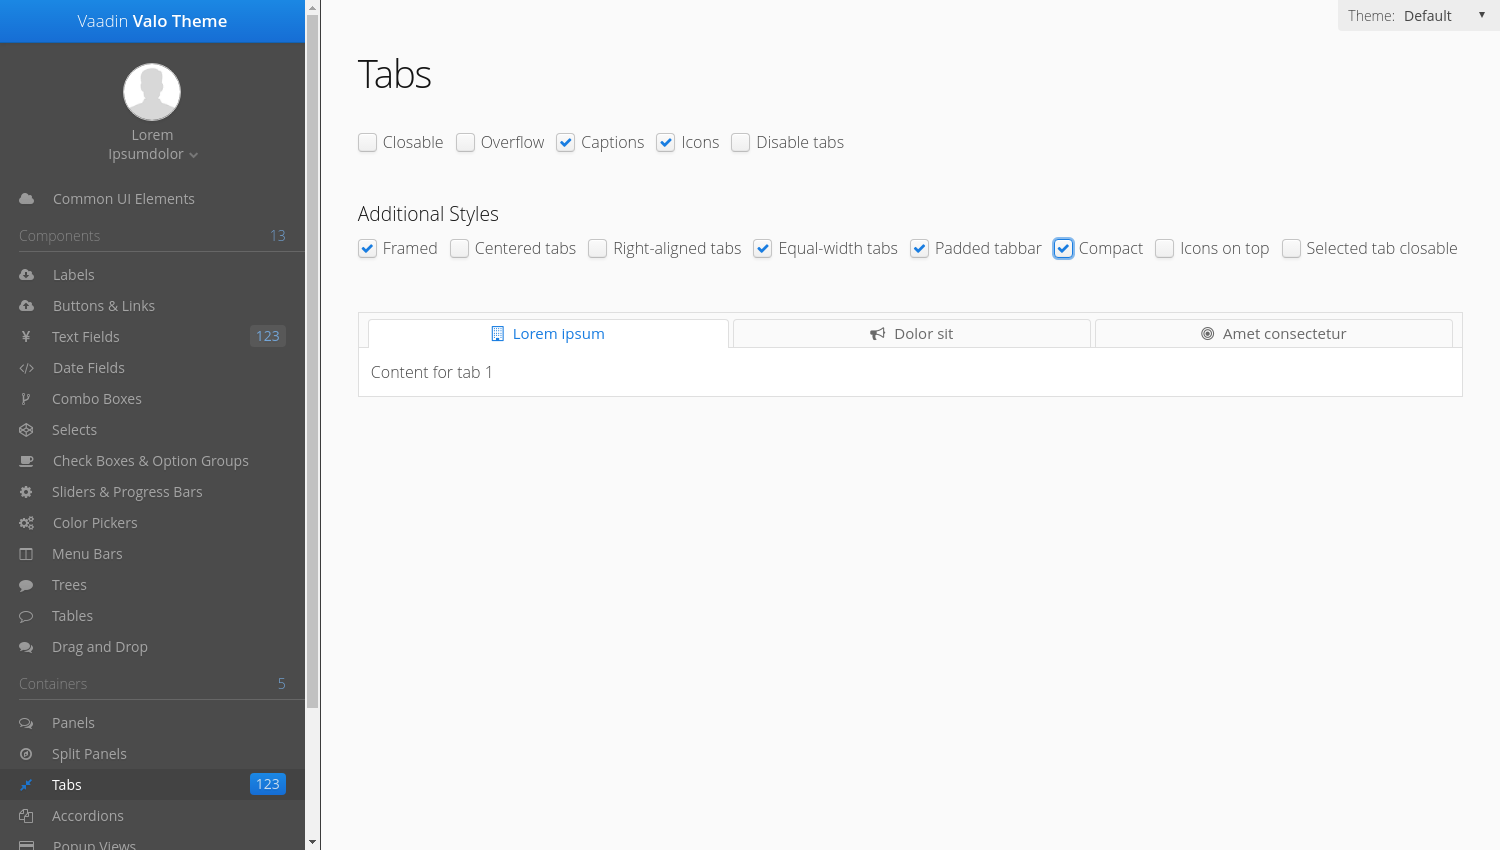 Vaadin Valo Theme
Lorem
Ipsumdolor
Common UI Elements
Components 13
Labels
Buttons & Links
Text Fields 123
Date Fields
Combo Boxes
Selects
Check Boxes & Option Groups
Sliders & Progress Bars
Color Pickers
Menu Bars
Trees
Tables
Drag and Drop
Containers 5
Panels
Split Panels
Tabs 123
Accordions
Popup Views
Theme: Default
Tabs
Closable Overflow Captions Icons Disable tabs
Additional Styles
Framed Centered tabs Right-aligned tabs Equal-width tabs Padded tabbar Compact Icons on top Selected tab closable
Lorem ipsum Dolor sit Amet consectetur
Content for tab 1